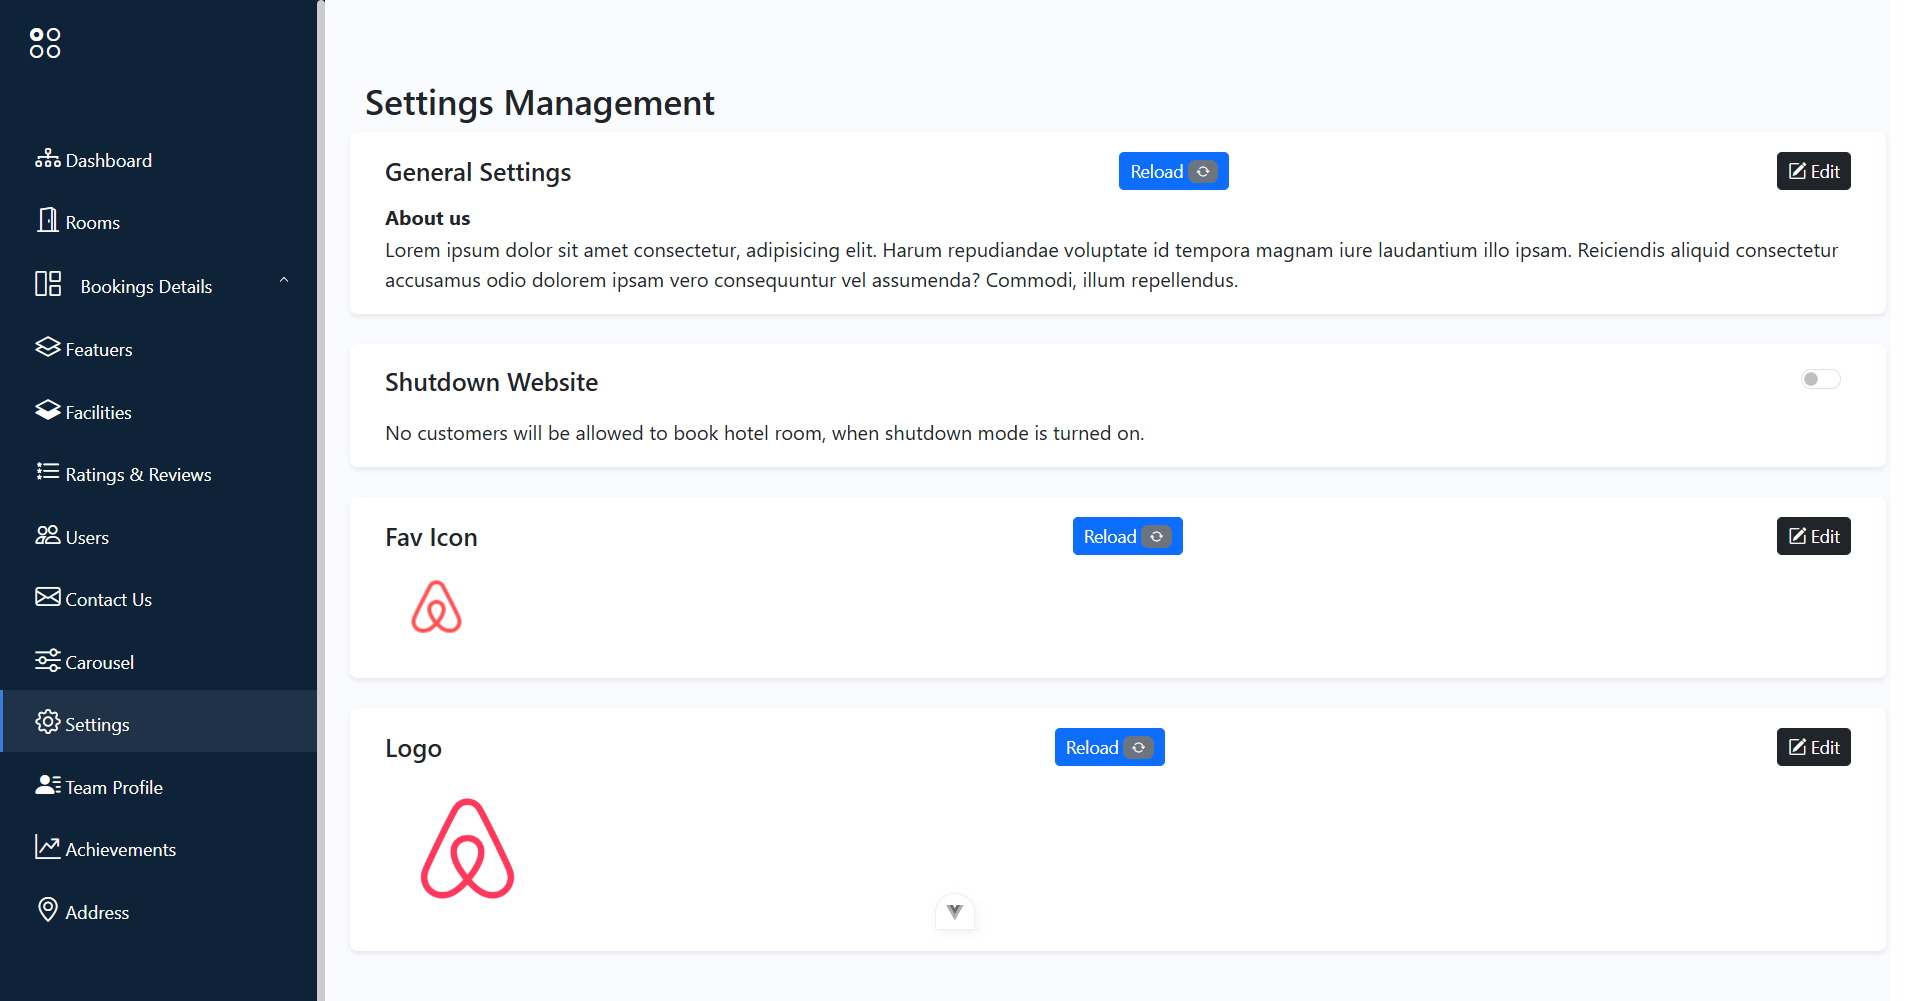 Dashboard
Rooms
Bookings Details
Featuers
Facilities
Ratings & Reviews
Users
Contact Us
Carousel
Settings
Team Profile
Achievements
Address
Settings Management
General Settings
Reload
Edit
About us
Lorem ipsum dolor sit amet consectetur, adipisicing elit. Harum repudiandae voluptate id tempora magnam iure laudantium illo ipsam. Reiciendis aliquid consectetur
accusamus odio dolorem ipsam vero consequuntur vel assumenda? Commodi, illum repellendus.
Shutdown Website
No customers will be allowed to book hotel room, when shutdown mode is turned on.
Fav Icon
Reload
Edit
Logo
Reload
Edit